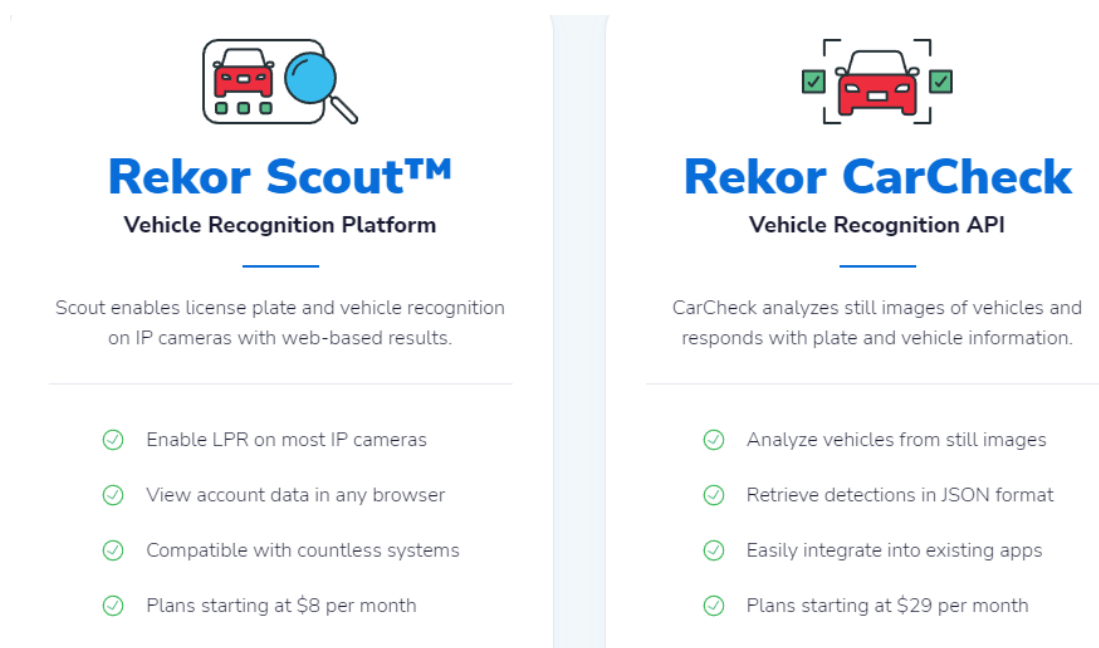 Rekor Scout™
Vehicle Recognition Platform
Scout enables license plate and vehicle recognition
on IP cameras with web-based results.
Enable LPR on most IP cameras
View account data in any browser
Compatible with countless systems
Plans starting at $8 per month
Rekor CarCheck
Vehicle Recognition API
CarCheck analyzes still images of vehicles and
responds with plate and vehicle information.
Analyze vehicles from still images
Retrieve detections in JSON format
Easily integrate into existing apps
Plans starting at $29 per month